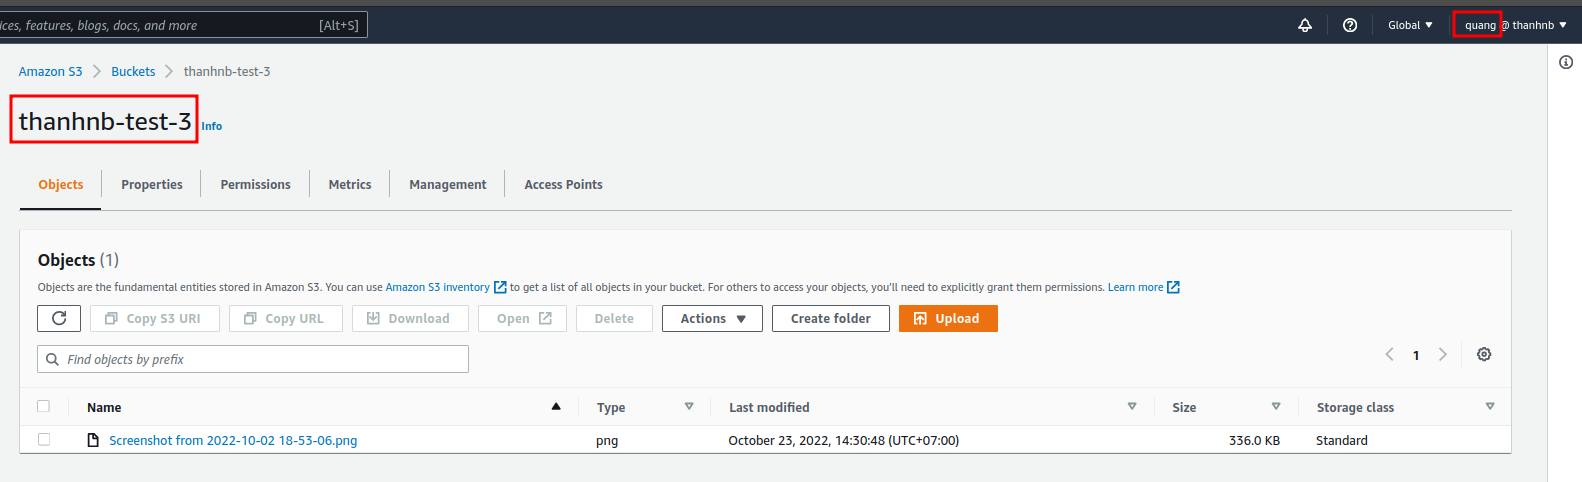 ices, features, blogs, docs, and more [Alt+S] Global quang @ thanhnb
Amazon S3 Buckets thanhnb-test-3
thanhnb-test-3 Info
Objects Properties Permissions Metrics Management Access Points
Objects (1)
Objects are the fundamental entities stored in Amazon S3. You can use Amazon S3 inventory to get a list of all objects in your bucket. For others to access your objects, you'll need to explicitly grant them permissions. Learn more
Copy S3 URI Copy URL Download Open Delete Actions Create folder Upload
Find objects by prefix 1
Name Type Last modified Size Storage class
Screenshot from 2022-10-02 18-53-06.png png October 23, 2022, 14:30:48 (UTC+07:00) 336.0 KB Standard